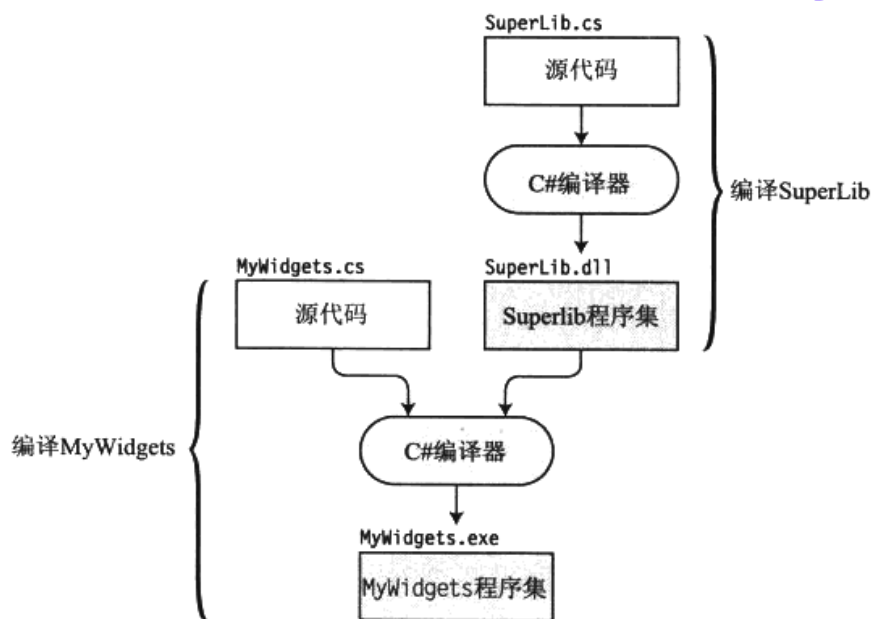 SuperLib.cs
源代码
C#编译器
编译SuperLib
MyWidgets.cs
源代码
SuperLib.dll
Superlib程序集
编译MyWidgets
C#编译器
MyWidgets.exe
MyWidgets程序集